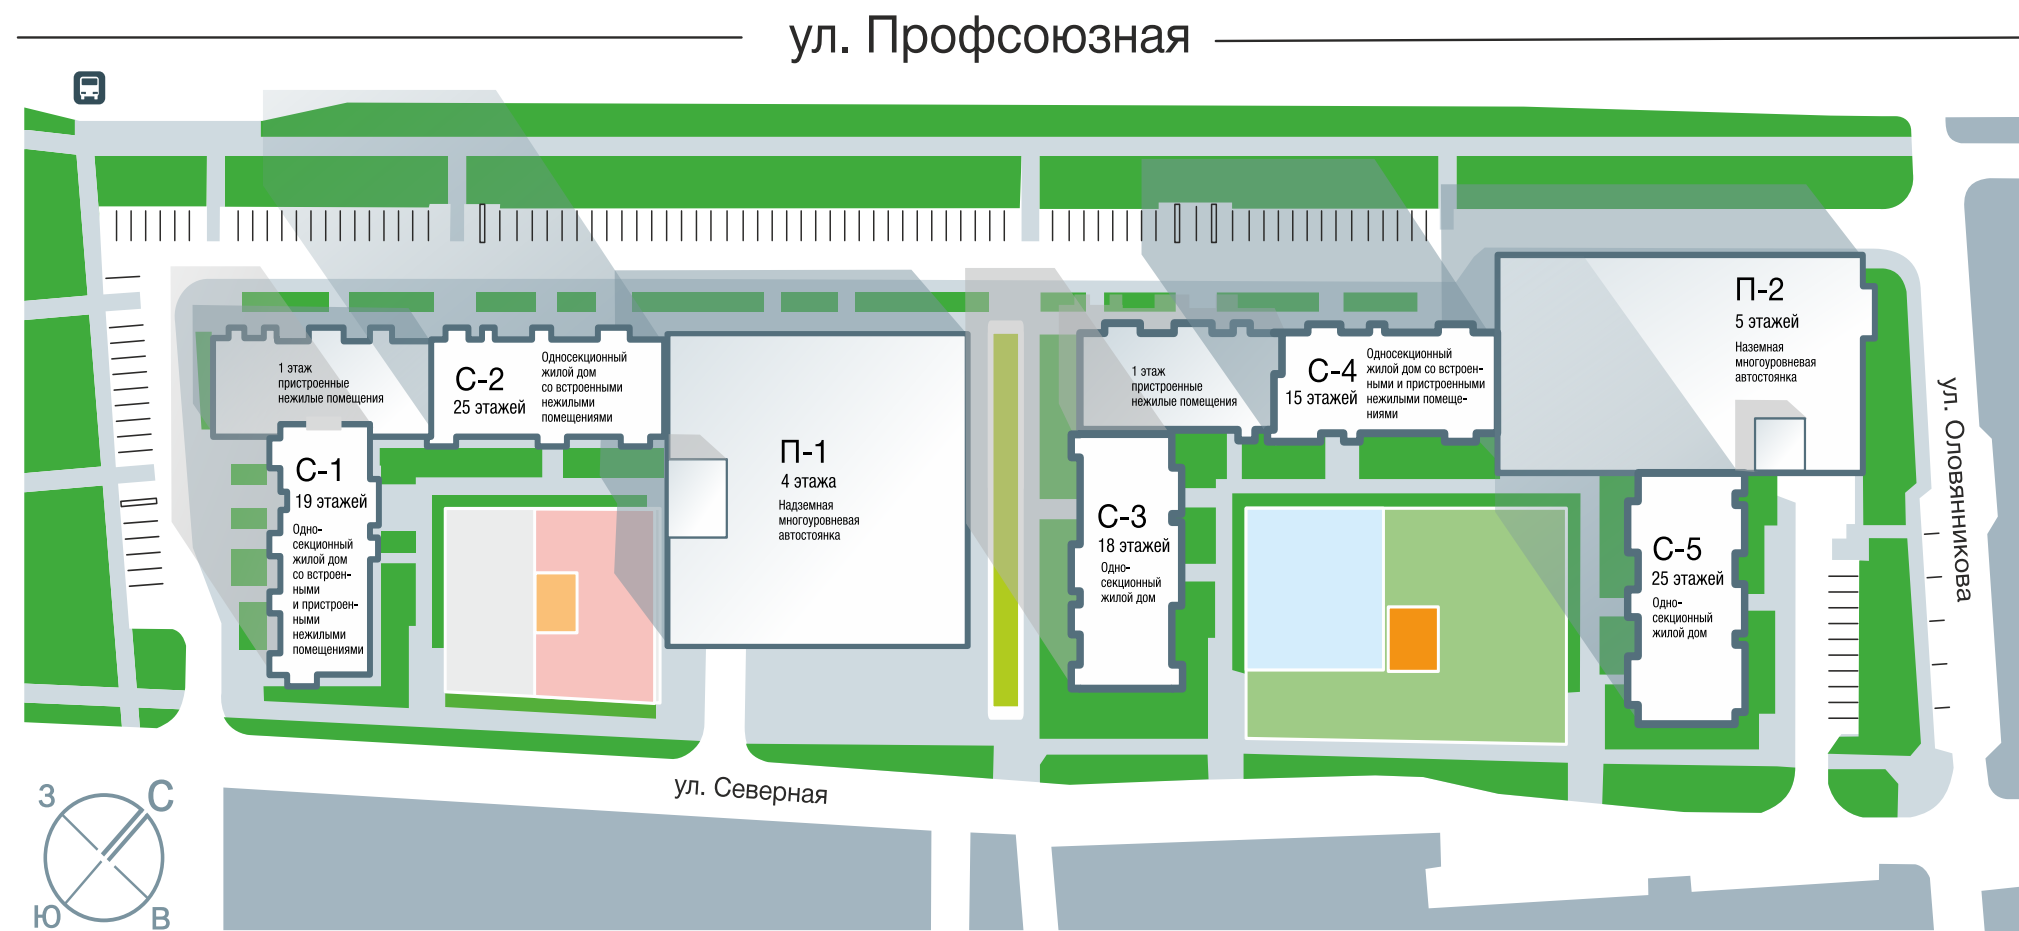 ул. Профсоюзная
1 этаж
пристроенные
нежилые помещения
С-2
25 этажей
Односекционный
жилой дом
со встроенными
нежилыми
помещениями
С-1
19 этажей
Одно-
секционный
жилой дом
со встроен-
ными
и пристроен-
ными
нежилыми
помещениями
П-1
4 этажа
Надземная
многоуровневая
автостоянка
1 этаж
пристроенные
нежилые помещения
С-4
15 этажей
Односекционный
жилой дом со встроен-
ными и пристроенными
нежилыми помеще-
ниями
С-3
18 этажей
Одно-
секционный
жилой дом
П-2
5 этажей
Наземная
многоуровневая
автостоянка
С-5
25 этажей
Одно-
секционный
жилой дом
ул. Оловянникова
ул. Северная
З
С
Ю
В